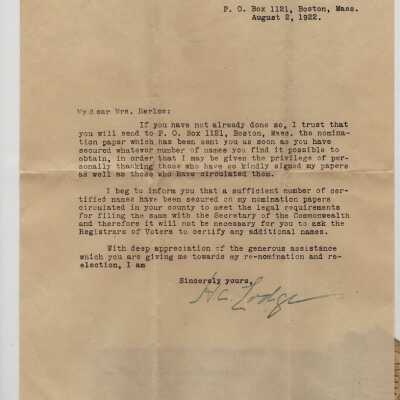 P. O. Box 1121, Boston, Mass.
August 2, 1922.
My dear Mrs. Barlow:
If you have not already done so, I trust that
you will send to P. O. Box 1121, Boston, Mass. the nomina-
tion paper which has been sent you as soon as you have
secured whatever number of names you find it possible to
obtain, in order that I may be given the privilege of per-
sonally thanking those who have so kindly signed my papers
as well as those who have circulated them.
I beg to inform you that a sufficient number of cer-
tified names have been secured on my nomination papers
circulated in your county to meet the legal requirements
for filing the same with the Secretary of the Commonwealth
and therefore it will not be necessary for you to ask the
Registrars of Voters to certify any additional names.
With deep appreciation of the generous assistance
which you are giving me towards my re-nomination and re-
election, I am
Sincerely yours,
H.C. Lodge